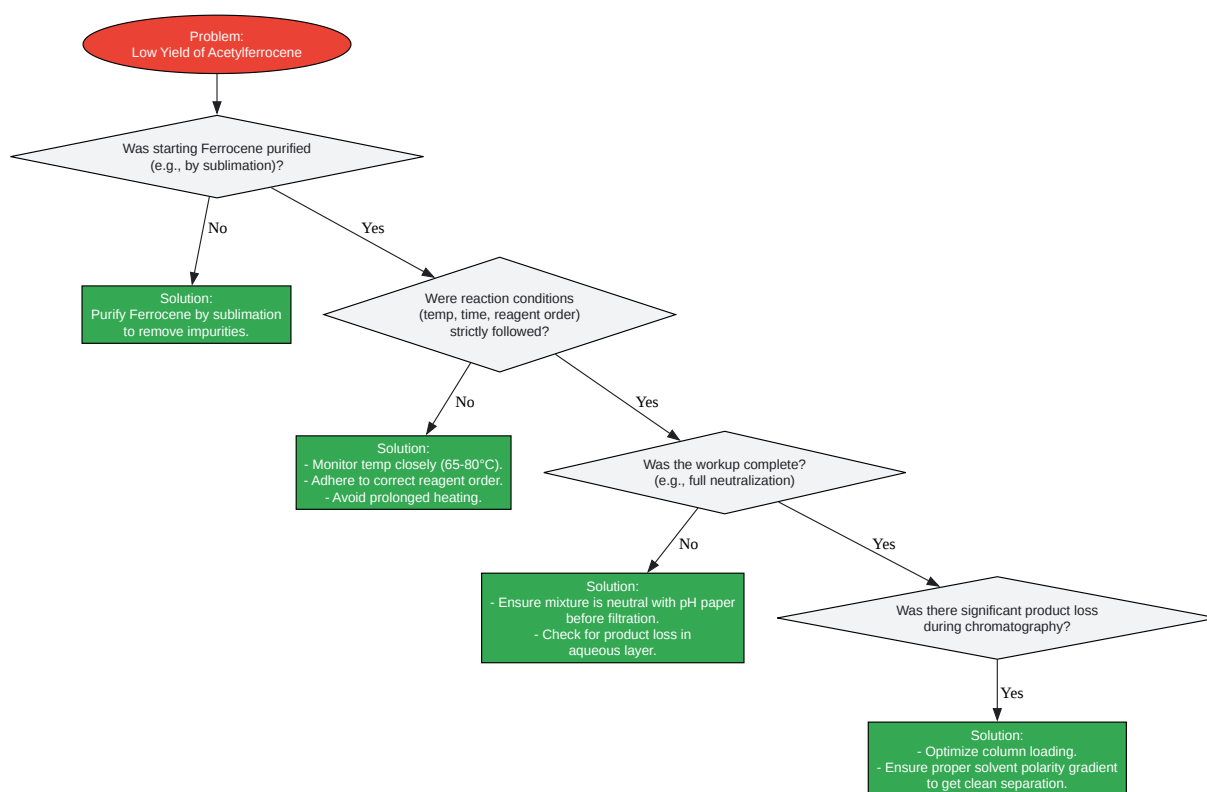 Problem:
Low Yield of Acetylferrocene
Was starting Ferrocene purified
(e.g., by sublimation)?
No
Yes
Solution:
Purify Ferrocene by sublimation
to remove impurities.
Were reaction conditions
(temp, time, reagent order)
strictly followed?
No
Yes
Solution:
- Monitor temp closely (65-80°C).
- Adhere to correct reagent order.
- Avoid prolonged heating.
Was the workup complete?
(e.g., full neutralization)
No
Yes
Solution:
- Ensure mixture is neutral with pH paper
before filtration.
- Check for product loss in
aqueous layer.
Was there significant product loss
during chromatography?
Yes
Solution:
- Optimize column loading.
- Ensure proper solvent polarity gradient
to get clean separation.